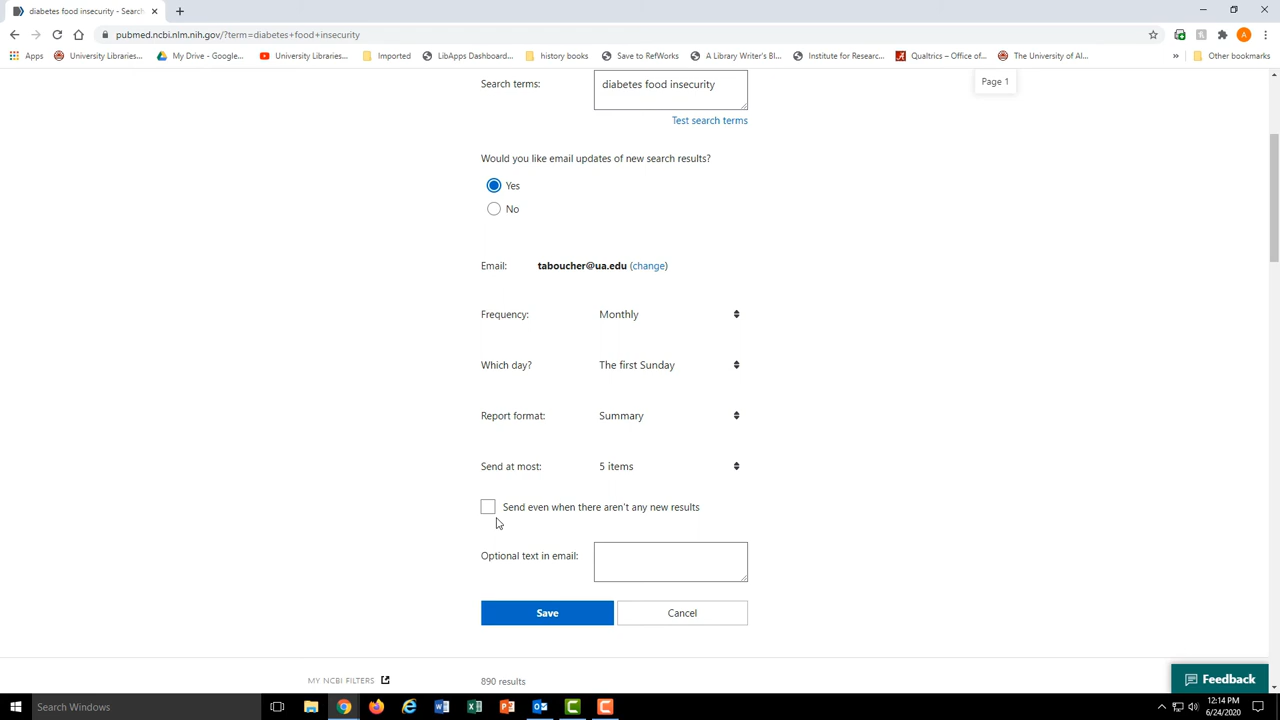 diabetes food insecurity - Search
pubmed.ncbi.nlm.nih.gov/?term=diabetes+food+insecurity
Apps University Libraries... My Drive - Google... University Libraries... Imported LibApps Dashboard... history books Save to RefWorks A Library Writer's Bl... Institute for Researc... Qualtrics – Office of... The University of Al... » Other bookmarks
Search terms: diabetes food insecurity
Page 1
Test search terms
Would you like email updates of new search results?
Yes
No
Email: taboucher@ua.edu (change)
Frequency: Monthly
Which day? The first Sunday
Report format: Summary
Send at most: 5 items
Send even when there aren't any new results
Optional text in email:
Save Cancel
MY NCBI FILTERS 890 results
Feedback
Search Windows
12:14 PM
6/24/2020